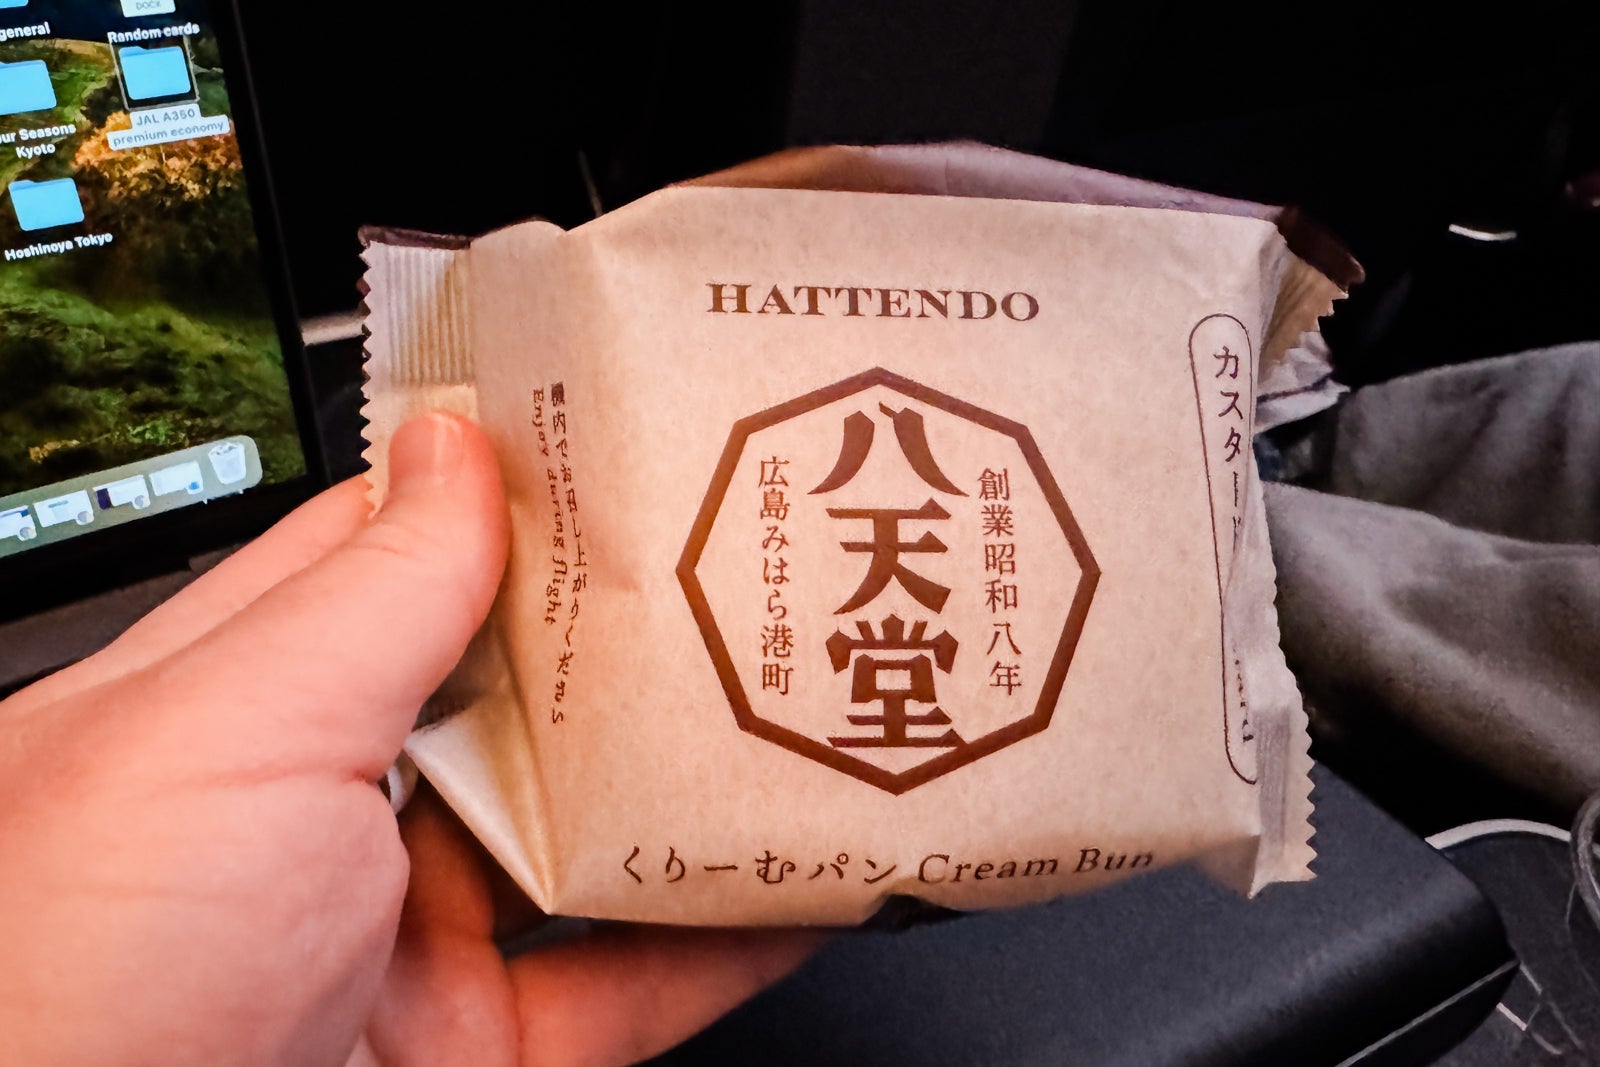 DOCX
general
Random cards
JAL A350
premium economy
Kyoto
Hoshinoya Tokyo
HATTENDO
カスタード
創業昭和八年
八天堂
広島みはら港町
機内でお召し上がりください
Enjoy during flight
くりーむパン Cream Bun